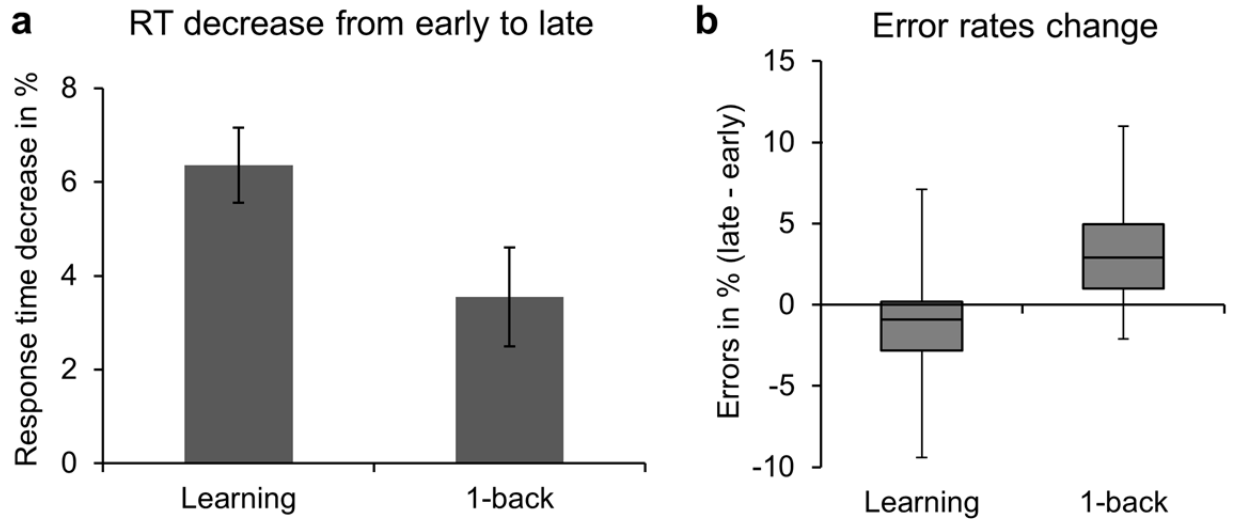 a
RT decrease from early to late
Response time decrease in %
8
6
4
2
0
Learning
1-back
b
Error rates change
Errors in % (late - early)
15
10
5
0
-5
-10
Learning
1-back